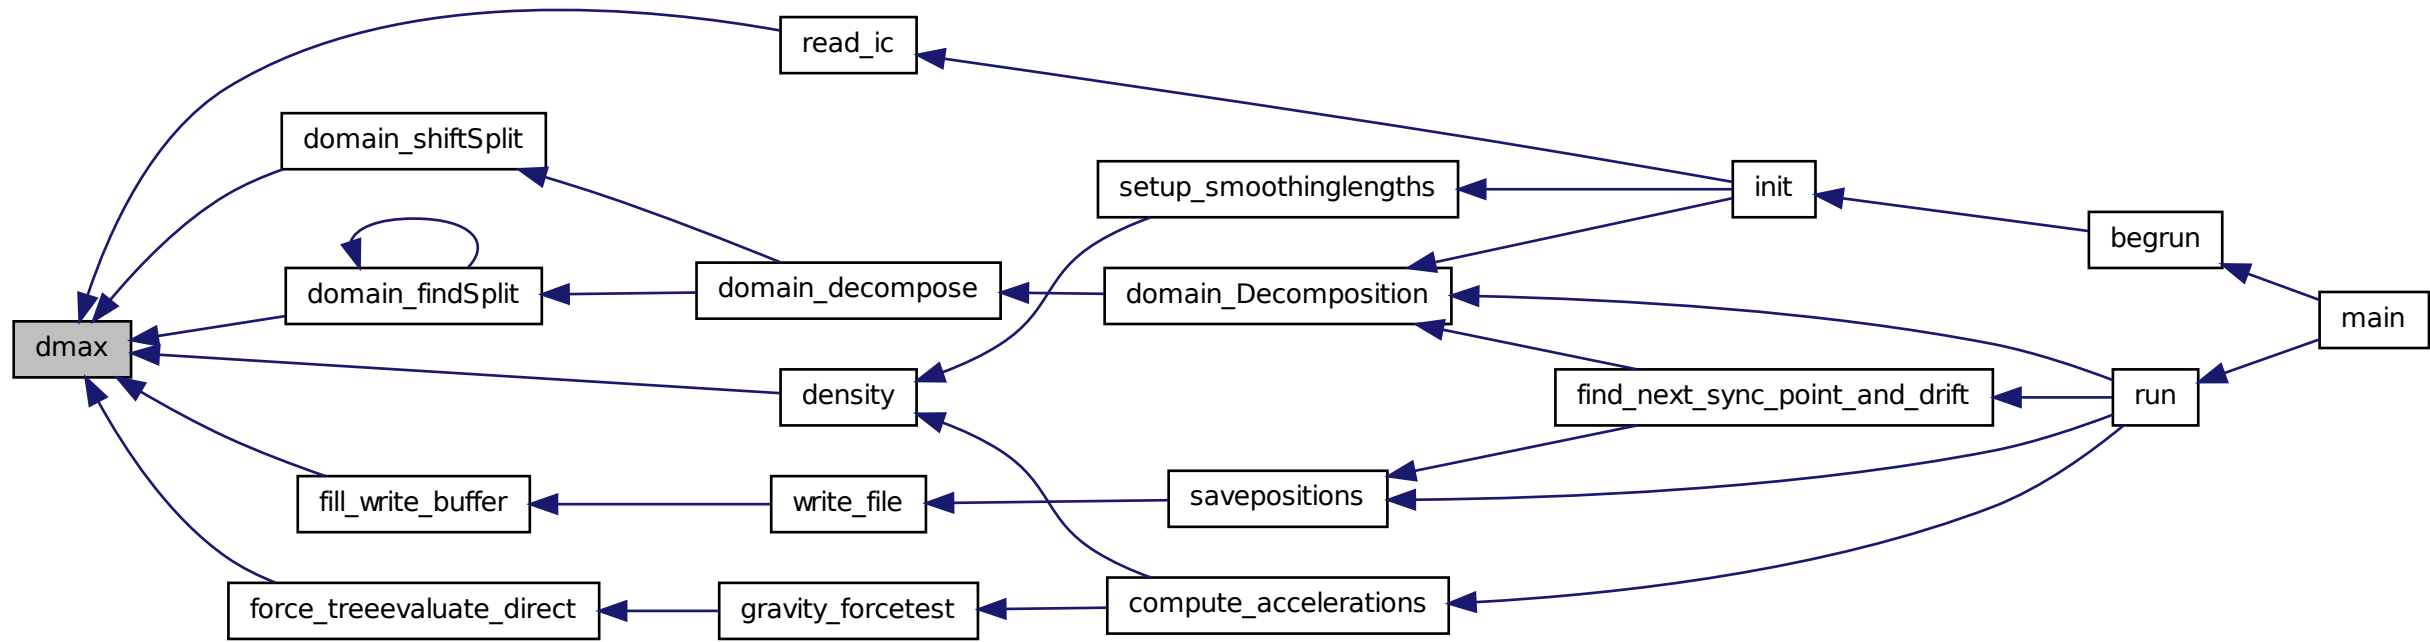 read_ic
domain_shiftSplit
setup_smoothinglengths
init
begrun
domain_findSplit
domain_decompose
domain_Decomposition
main
dmax
density
find_next_sync_point_and_drift
run
fill_write_buffer
write_file
savepositions
force_treeevaluate_direct
gravity_forcetest
compute_accelerations